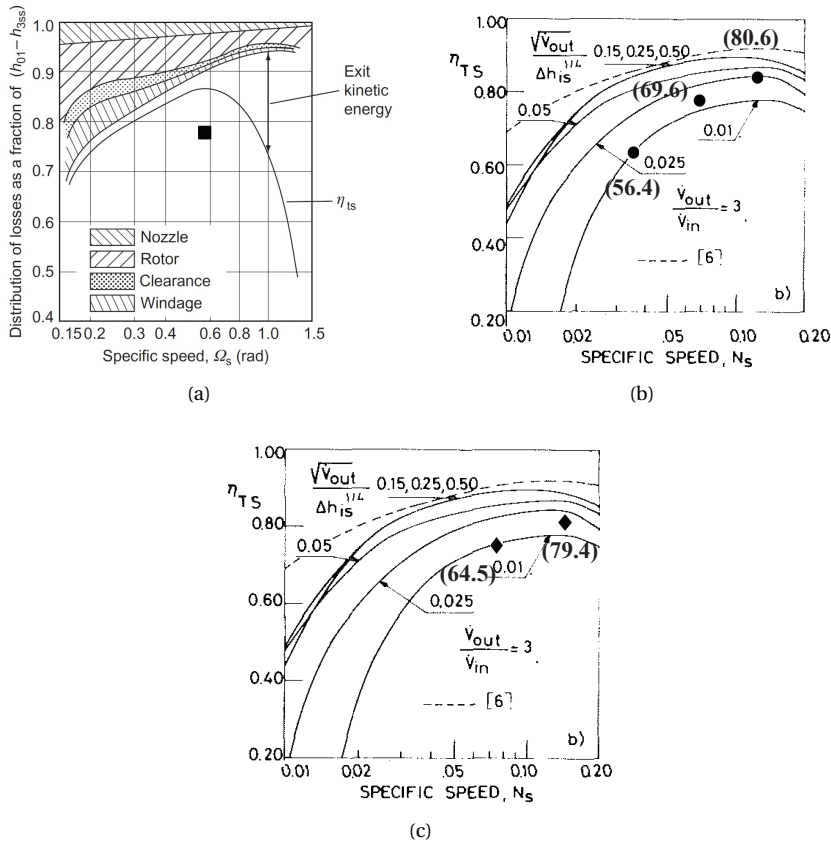 Distribution of losses as a fraction of (h01–h3ss)
1.0
0.9
0.8
0.7
0.6
0.5
0.4
Exit
kinetic
energy
ηts
Nozzle
Rotor
Clearance
Windage
0.15 0.2 0.3 0.4 0.6 0.8 1.0 1.5
Specific speed, Ωs (rad)
(a)
1.00
ηTS
0.80
0.60
0.40
0.20
√V̇out
Δhis^1/4
0.15, 0.25, 0.50
(80.6)
(69.6)
0.05
0.01
0.025
(56.4)
V̇out
V̇in
= 3
[6]
b)
0.01 0.02 .05 0.10 0.20
SPECIFIC SPEED, NS
(b)
1.00
ηTS
0.80
0.60
0.40
0.20
√V̇out
Δhis^1/4
0.15, 0.25, 0.50
0.05
(79.4)
(64.5)
0.01
0.025
V̇out
V̇in
= 3
[6]
b)
0.01 0.02 .05 0.10 0.20
SPECIFIC SPEED, NS
(c)